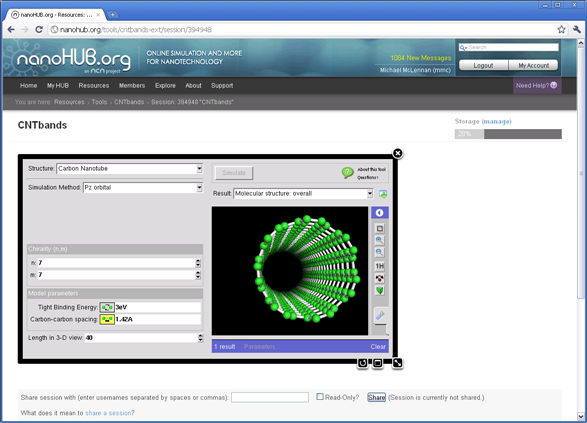 nanoHUB.org - Resources: ...
nanohub.org/tools/cntbands-ext/session/394948
nanoHUB.org
an ncn project
ONLINE SIMULATION AND MORE
FOR NANOTECHNOLOGY
1084 New Messages
Michael McLennan (mmc)
Search
Logout
My Account
Home My HUB Resources Members Explore About Support
Need Help?
You are here: Resources › Tools › CNTbands › Session: 394948 "CNTbands"
CNTbands
Storage (manage)
28%
Structure: Carbon Nanotube
Simulation Method: Pz orbital
Simulate
About this tool
Questions?
Result: Molecular structure: overall
Chirality (n,m)
n: 7
m: 7
Model parameters
Tight Binding Energy: 3eV
Carbon-carbon spacing: 1.42A
Length in 3-D view: 40
1H
1 result Parameters... Clear
Share session with (enter usernames separated by spaces or commas): Read-Only? Share (Session is currently not shared.)
What does it mean to share a session?